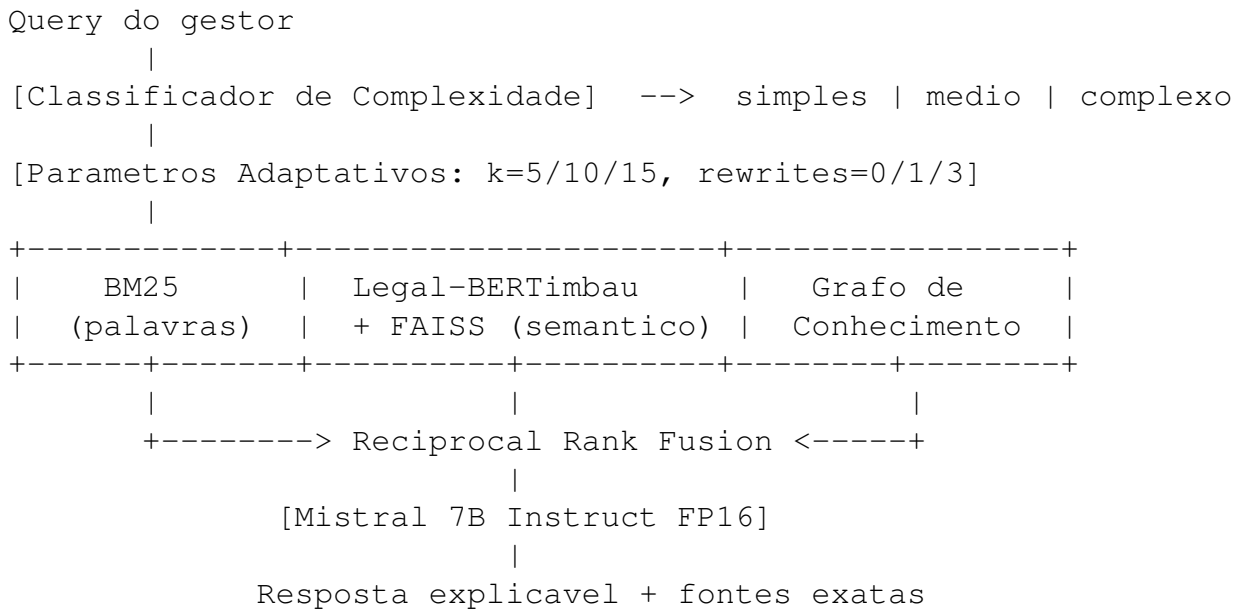 Query do gestor
|
[Classificador de Complexidade] --> simples | medio | complexo
|
[Parametros Adaptativos: k=5/10/15, rewrites=0/1/3]
|
+-------------+----------------------+-----------------+
|    BM25       |  Legal-BERTimbau     |   Grafo de      |
|  (palavras)  |  + FAISS (semantico) |  Conhecimento  |
+------+-------+-----------+----------+--------+--------+
|                  |                    |
+--------> Reciprocal Rank Fusion <-----+
|
[Mistral 7B Instruct FP16]
|
Resposta explicavel + fontes exatas